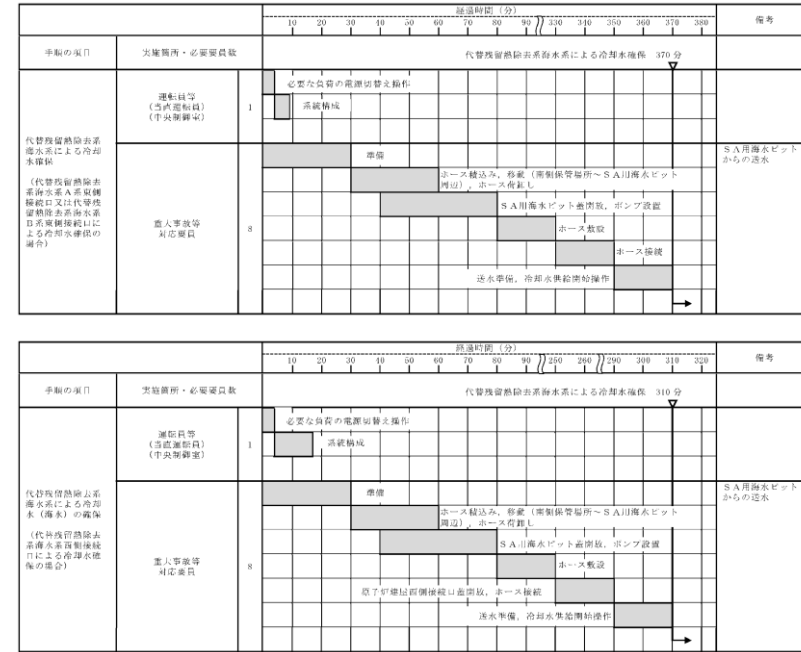 経過時間（分）
10 20 30 40 50 60 70 80 90 330 340 350 360 370 380
備考
手順の項目
実施箇所・必要要員数
代替残留熱除去系海水系による冷却水確保 370 分
代替残留熱除去系
海水系による冷却
水確保
（代替残留熱除去
系海水系Ａ系東側
接続口又は代替残
留熱除去系海水系
Ｂ系東側接続口に
よる冷却水確保の
場合）
運転員等
（当直運転員）
（中央制御室）
1
必要な負荷の電源切替え操作
系統構成
重大事故等
対応要員
8
準備
ホース積込み，移動（南側保管場所～ＳＡ用海水ピット
周辺），ホース荷卸し
ＳＡ用海水ピット蓋開放，ポンプ設置
ホース敷設
ホース接続
送水準備，冷却水供給開始操作
ＳＡ用海水ピット
からの送水
経過時間（分）
10 20 30 40 50 60 70 80 90 250 260 290 300 310 320
備考
手順の項目
実施箇所・必要要員数
代替残留熱除去系海水系による冷却水確保 310 分
代替残留熱除去系
海水系による冷却
水（海水）の確保
（代替残留熱除去
系海水系西側接続
口による冷却水確
保の場合）
運転員等
（当直運転員）
（中央制御室）
1
必要な負荷の電源切替え操作
系統構成
重大事故等
対応要員
8
準備
ホース積込み，移動（南側保管場所～ＳＡ用海水ピット
周辺），ホース荷卸し
ＳＡ用海水ピット蓋開放，ポンプ設置
ホース敷設
原子炉建屋西側接続口蓋開放，ホース接続
送水準備，冷却水供給開始操作
ＳＡ用海水ピット
からの送水